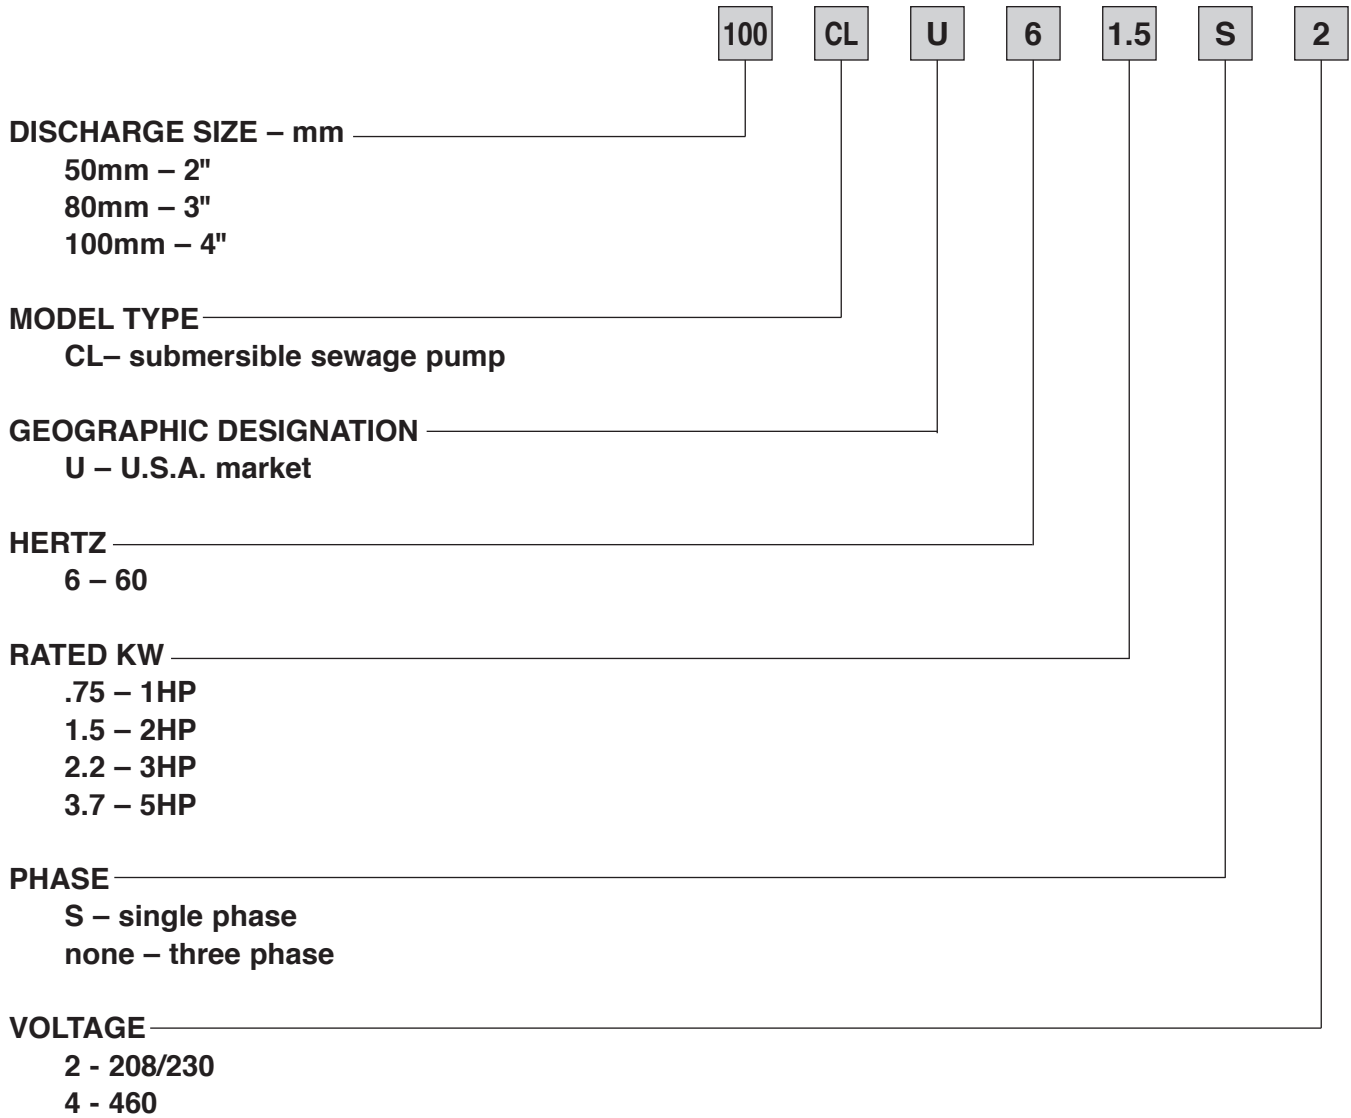 100 CL U 6 1.5 S 2
DISCHARGE SIZE – mm
50mm – 2"
80mm – 3"
100mm – 4"
MODEL TYPE
CL– submersible sewage pump
GEOGRAPHIC DESIGNATION
U – U.S.A. market
HERTZ
6 – 60
RATED KW
.75 – 1HP
1.5 – 2HP
2.2 – 3HP
3.7 – 5HP
PHASE
S – single phase
none – three phase
VOLTAGE
2 - 208/230
4 - 460